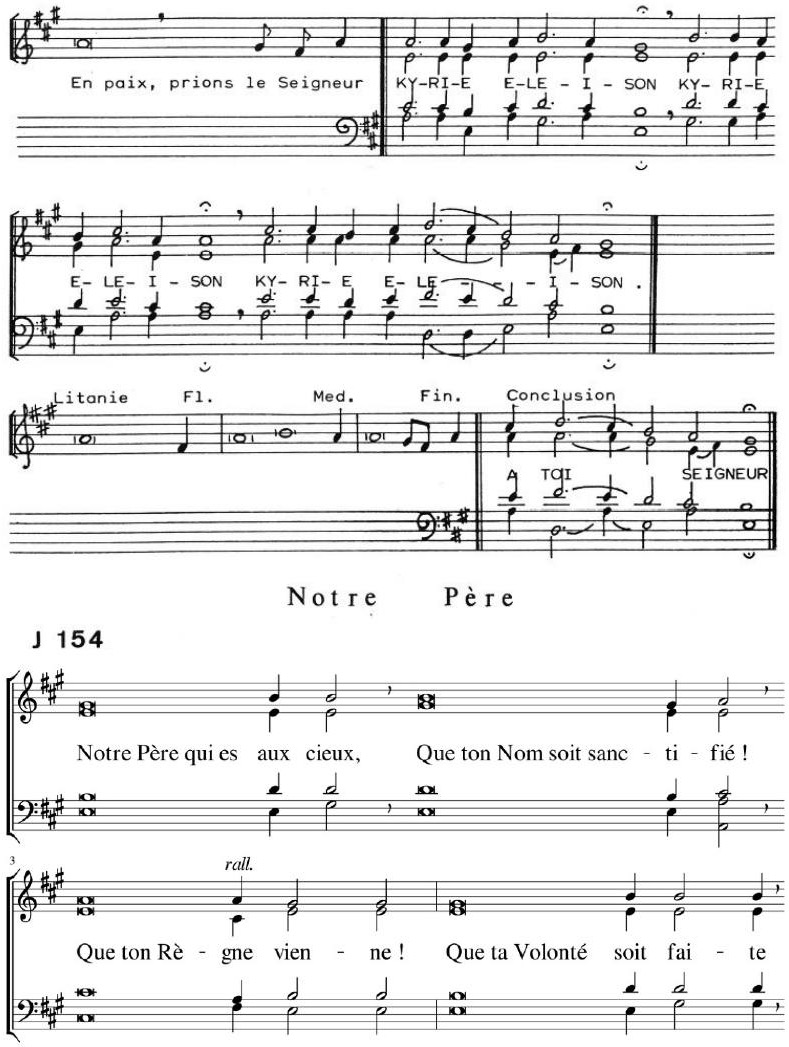 En paix, prions le Seigneur KY-RI-E E-LE-I-SON KY-RI-E
E-LE-I-SON KY-RI-E E-LE-I-SON.
Litanie Fl. Med. Fin. Conclusion
A TOI SEIGNEUR
Notre Père
J 154
Notre Père qui es aux cieux, Que ton Nom soit sanc - ti - fié !
3 rall.
Que ton Rè - gne vien - ne ! Que ta Volonté soit fai - te